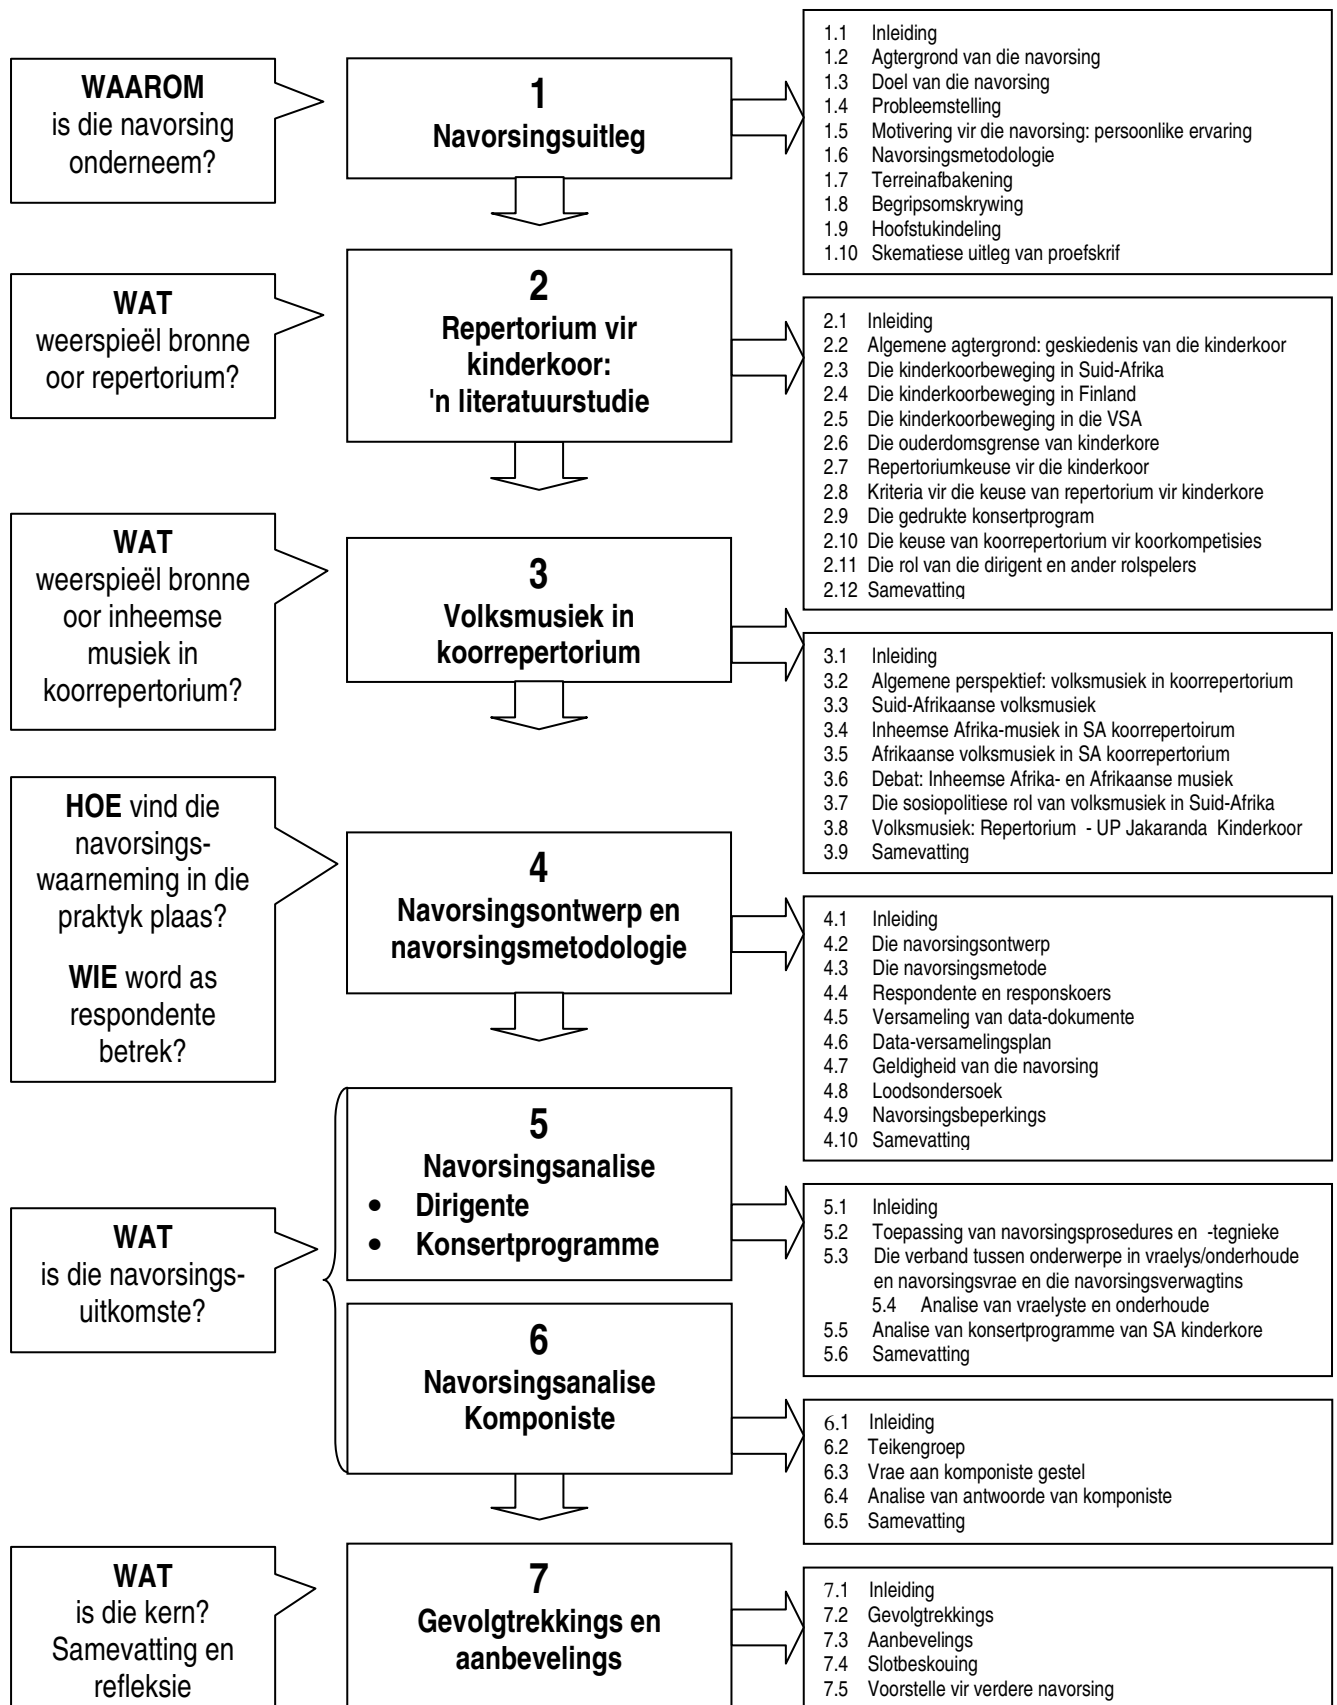 WAAROM
is die navorsing
onderneem?
1
Navorsingsuitleg
1.1 Inleiding
1.2 Agtergrond van die navorsing
1.3 Doel van die navorsing
1.4 Probleemstelling
1.5 Motivering vir die navorsing: persoonlike ervaring
1.6 Navorsingsmetodologie
1.7 Terreinafbakening
1.8 Begripsomskrywing
1.9 Hoofstukindeling
1.10 Skematiese uitleg van proefskrif
WAT
weerspieël bronne
oor repertorium?
2
Repertorium vir
kinderkoor:
'n literatuurstudie
2.1 Inleiding
2.2 Algemene agtergrond: geskiedenis van die kinderkoor
2.3 Die kinderkoorbeweging in Suid-Afrika
2.4 Die kinderkoorbeweging in Finland
2.5 Die kinderkoorbeweging in die VSA
2.6 Die ouderdomsgrense van kinderkore
2.7 Repertoriumkeuse vir die kinderkoor
2.8 Kriteria vir die keuse van repertorium vir kinderkore
2.9 Die gedrukte konsertprogram
2.10 Die keuse van koorrepertorium vir koorkompetisies
2.11 Die rol van die dirigent en ander rolspelers
2.12 Samevatting
WAT
weerspieël bronne
oor inheemse
musiek in
koorrepertorium?
3
Volksmusiek in
koorrepertorium
3.1 Inleiding
3.2 Algemene perspektief: volksmusiek in koorrepertorium
3.3 Suid-Afrikaanse volksmusiek
3.4 Inheemse Afrika-musiek in SA koorrepertoirum
3.5 Afrikaanse volksmusiek in SA koorrepertorium
3.6 Debat: Inheemse Afrika- en Afrikaanse musiek
3.7 Die sosiopolitiese rol van volksmusiek in Suid-Afrika
3.8 Volksmusiek: Repertorium - UP Jakaranda Kinderkoor
3.9 Samevatting
HOE vind die
navorsings-
waarneming in die
praktyk plaas?
WIE word as
respondente
betrek?
4
Navorsingsontwerp en
navorsingsmetodologie
4.1 Inleiding
4.2 Die navorsingsontwerp
4.3 Die navorsingsmetode
4.4 Respondente en responskoers
4.5 Versameling van data-dokumente
4.6 Data-versamelingsplan
4.7 Geldigheid van die navorsing
4.8 Loodsondersoek
4.9 Navorsingsbeperkings
4.10 Samevatting
WAT
is die navorsings-
uitkomste?
5
Navorsingsanalise
• Dirigente
• Konsertprogramme
5.1 Inleiding
5.2 Toepassing van navorsingsprosedures en -tegnieke
5.3 Die verband tussen onderwerpe in vraelys/onderhoude
en navorsingsvrae en die navorsingsverwagtins
5.4 Analise van vraelyste en onderhoude
5.5 Analise van konsertprogramme van SA kinderkore
5.6 Samevatting
6
Navorsingsanalise
Komponiste
6.1 Inleiding
6.2 Teikengroep
6.3 Vrae aan komponiste gestel
6.4 Analise van antwoorde van komponiste
6.5 Samevatting
WAT
is die kern?
Samevatting en
refleksie
7
Gevolgtrekkings en
aanbevelings
7.1 Inleiding
7.2 Gevolgtrekkings
7.3 Aanbevelings
7.4 Slotbeskouing
7.5 Voorstelle vir verdere navorsing